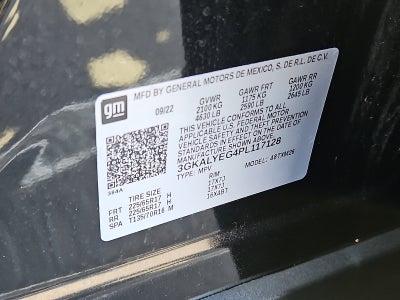 gm
MFD BY GENERAL MOTORS DE MEXICO, S. DE R.L. DE C.V.
09/22 GVWR GAWR FRT GAWR RR
2100 KG 1175 KG 1200 KG
4630 LB 2590 LB 2645 LB
THIS VEHICLE CONFORMS TO ALL
APPLICABLE U.S. FEDERAL MOTOR
VEHICLE SAFETY AND THEFT PREVENTION
STANDARDS IN EFFECT ON THE DATE OF
MANUFACTURE SHOWN ABOVE.
3GKALYEG4PL117128
TYPE: MPV MODEL:
TIRE SIZE RIM
FRT 225/65R17 H 17X7J
RR 225/65R17 H 17X7J
SPA T135/70R16 M 16X4BT